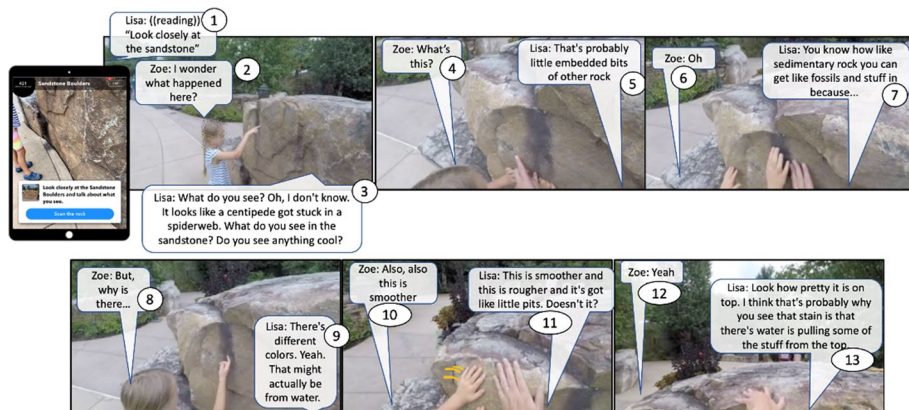 Lisa: ((reading))
"Look closely at
the sandstone"
1
Zoe: I wonder
what happened
here?
2
Sandstone Boulders
Look closely at the Sandstone
Boulders and talk about what
you see.
Scan the rock
Lisa: What do you see? Oh, I don't know.
It looks like a centipede got stuck in a
spiderweb. What do you see in the
sandstone? Do you see anything cool?
3
Zoe: What's
this?
4
Lisa: That's probably
little embedded bits
of other rock
5
Zoe: Oh
6
Lisa: You know how like
sedimentary rock you can
get like fossils and stuff in
because...
7
Zoe: But,
why is
there...
8
Lisa: There's
different
colors. Yeah.
That might
actually be
from water.
9
Zoe: Also, also
this is
smoother
10
Lisa: This is smoother and
this is rougher and it's got
like little pits. Doesn't it?
11
Zoe: Yeah
12
Lisa: Look how pretty it is on
top. I think that's probably why
you see that stain is that
there's water is pulling some of
the stuff from the top.
13